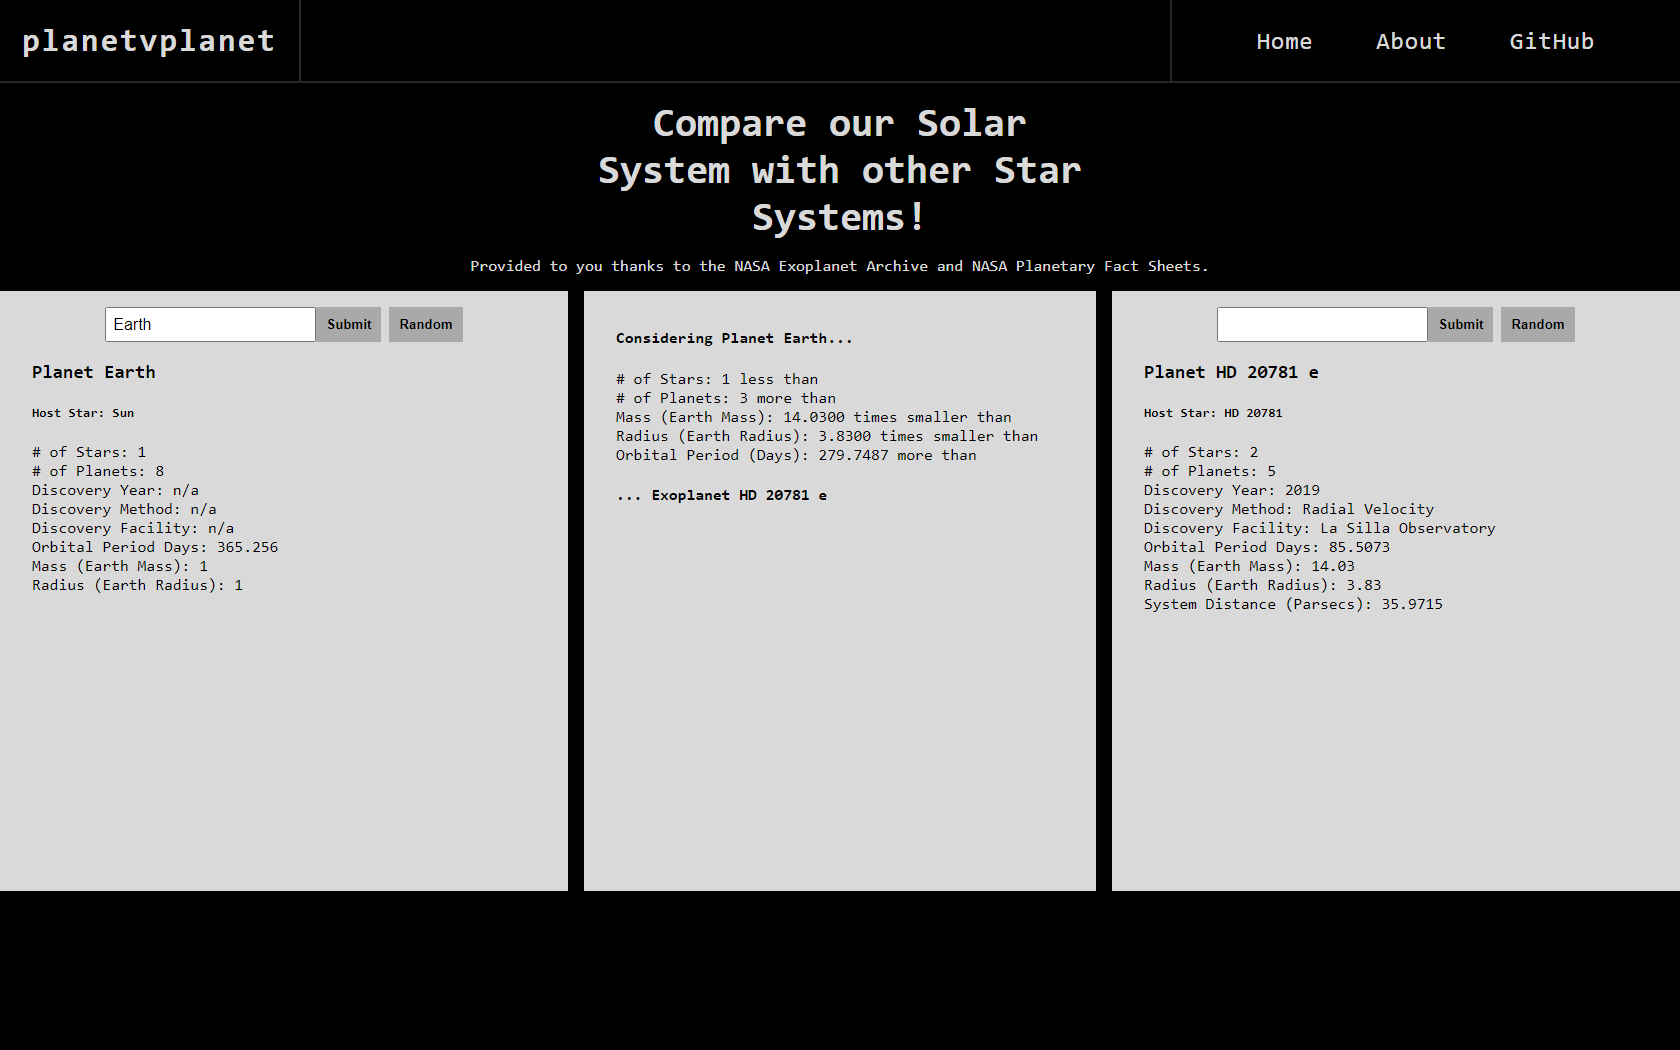 planetvplanet
Home About GitHub
Compare our Solar
System with other Star
Systems!
Provided to you thanks to the NASA Exoplanet Archive and NASA Planetary Fact Sheets.
Earth Submit Random
Planet Earth
Host Star: Sun
# of Stars: 1
# of Planets: 8
Discovery Year: n/a
Discovery Method: n/a
Discovery Facility: n/a
Orbital Period Days: 365.256
Mass (Earth Mass): 1
Radius (Earth Radius): 1
Considering Planet Earth...
# of Stars: 1 less than
# of Planets: 3 more than
Mass (Earth Mass): 14.0300 times smaller than
Radius (Earth Radius): 3.8300 times smaller than
Orbital Period (Days): 279.7487 more than
... Exoplanet HD 20781 e
Submit Random
Planet HD 20781 e
Host Star: HD 20781
# of Stars: 2
# of Planets: 5
Discovery Year: 2019
Discovery Method: Radial Velocity
Discovery Facility: La Silla Observatory
Orbital Period Days: 85.5073
Mass (Earth Mass): 14.03
Radius (Earth Radius): 3.83
System Distance (Parsecs): 35.9715